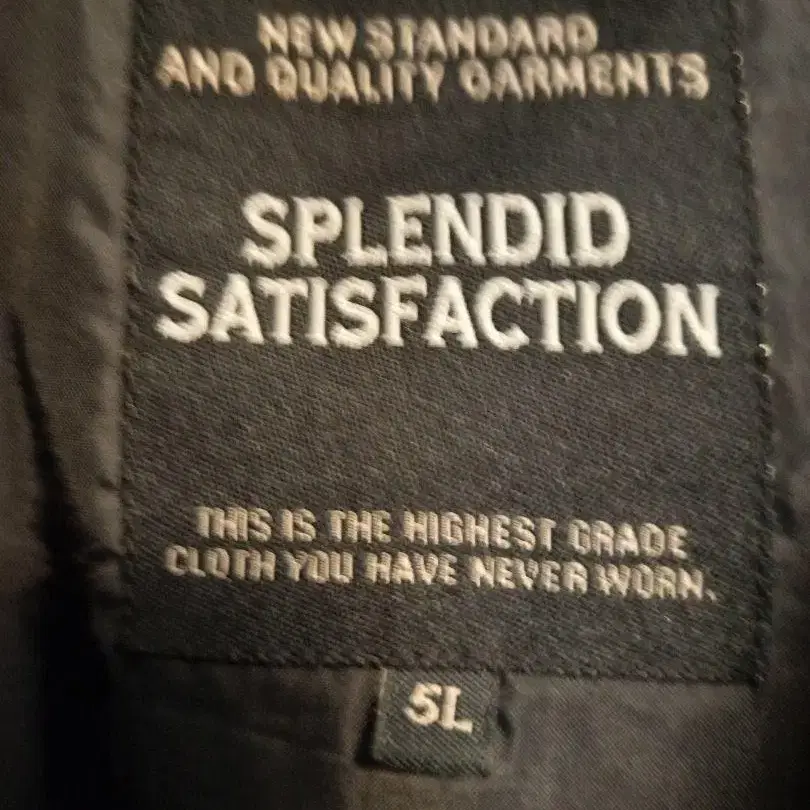 NEW STANDARD
AND QUALITY GARMENTS
SPLENDID
SATISFACTION
THIS IS THE HIGHEST GRADE
CLOTH YOU HAVE NEVER WORN.
5L